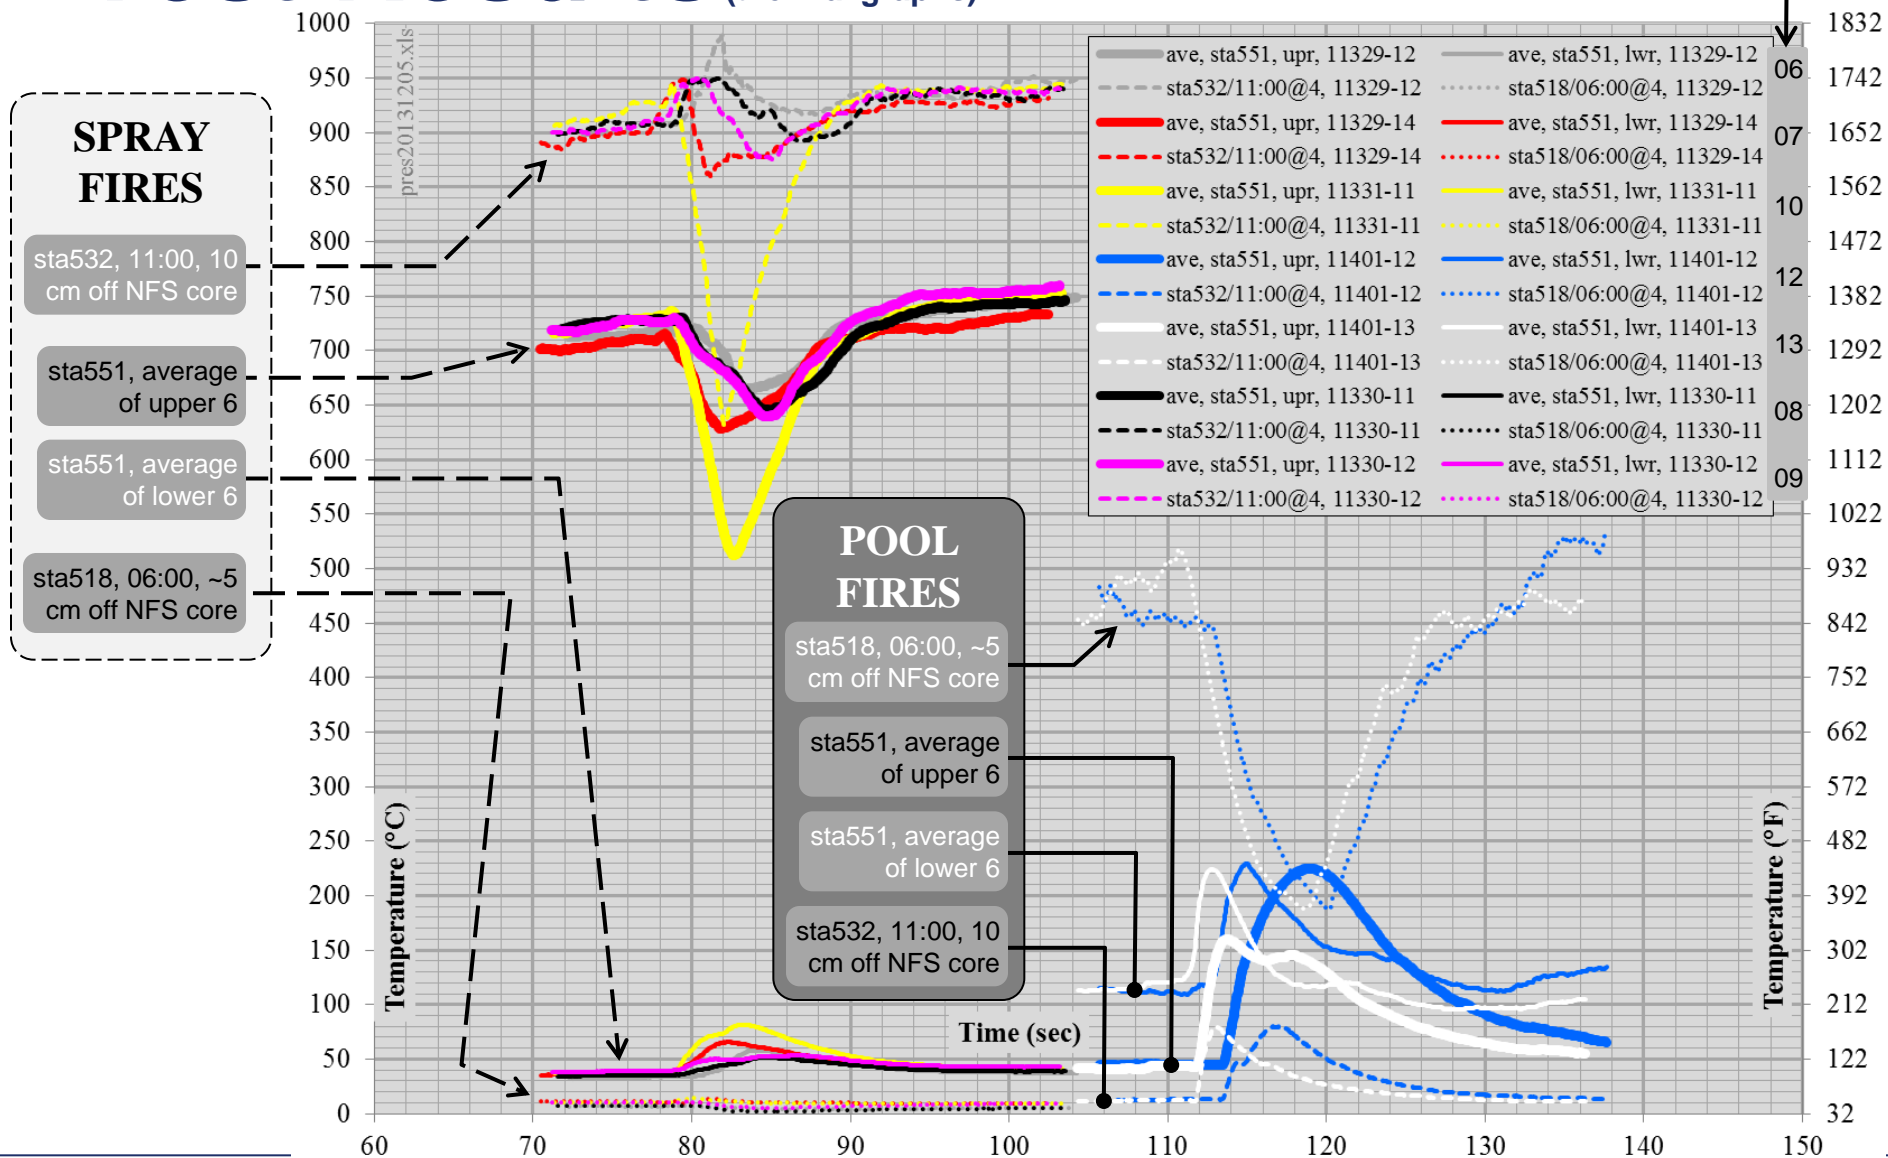 SPRAY
FIRES
sta532, 11:00, 10
cm off NFS core
sta551, average
of upper 6
sta551, average
of lower 6
sta518, 06:00, ~5
cm off NFS core
pres20131205.xls
1000
950
900
850
800
750
700
650
600
550
500
450
400
350
300
250
200
150
100
50
0
Temperature (°C)
POOL
FIRES
sta518, 06:00, ~5
cm off NFS core
sta551, average
of upper 6
sta551, average
of lower 6
sta532, 11:00, 10
cm off NFS core
Time (sec)
60 70 80 90 100 110 120 130 140 150
ave, sta551, upr, 11329-12 ave, sta551, lwr, 11329-12 06
sta532/11:00@4, 11329-12 sta518/06:00@4, 11329-12
ave, sta551, upr, 11329-14 ave, sta551, lwr, 11329-14 07
sta532/11:00@4, 11329-14 sta518/06:00@4, 11329-14
ave, sta551, upr, 11331-11 ave, sta551, lwr, 11331-11 10
sta532/11:00@4, 11331-11 sta518/06:00@4, 11331-11
ave, sta551, upr, 11401-12 ave, sta551, lwr, 11401-12 12
sta532/11:00@4, 11401-12 sta518/06:00@4, 11401-12
ave, sta551, upr, 11401-13 ave, sta551, lwr, 11401-13 13
sta532/11:00@4, 11401-13 sta518/06:00@4, 11401-13
ave, sta551, upr, 11330-11 ave, sta551, lwr, 11330-11 08
sta532/11:00@4, 11330-11 sta518/06:00@4, 11330-11
ave, sta551, upr, 11330-12 ave, sta551, lwr, 11330-12 09
sta532/11:00@4, 11330-12 sta518/06:00@4, 11330-12
1832
1742
1652
1562
1472
1382
1292
1202
1112
1022
932
842
752
662
572
482
392
302
212
122
32
Temperature (°F)